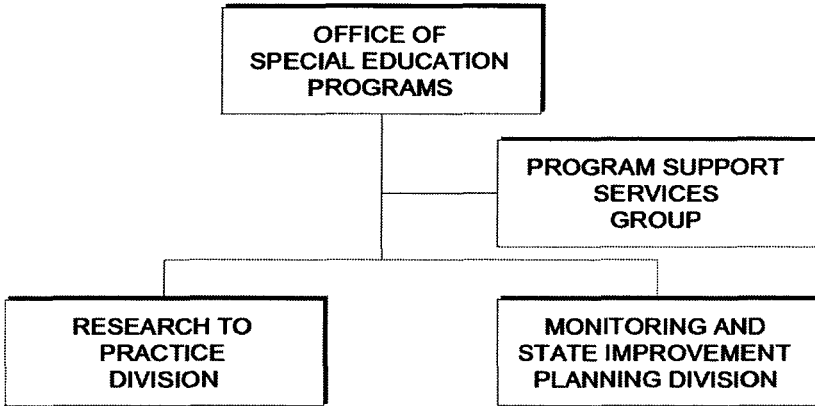 OFFICE OF
SPECIAL EDUCATION
PROGRAMS
PROGRAM SUPPORT
SERVICES
GROUP
RESEARCH TO
PRACTICE
DIVISION
MONITORING AND
STATE IMPROVEMENT
PLANNING DIVISION